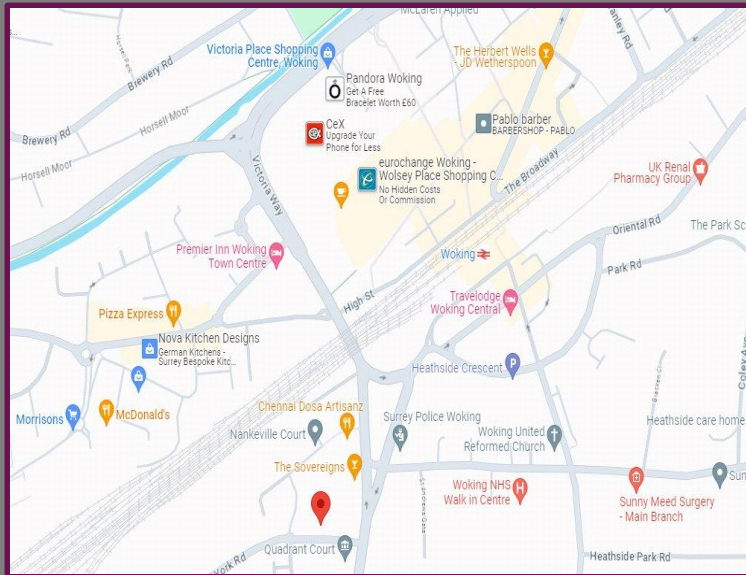 McLaren Applied
Victoria Place Shopping
Centre, Woking
The Herbert Wells
- JD Wetherspoon
Brewery Rd
Pandora Woking
Get A Free
Bracelet Worth £60
Horsell Moor
Brewery Rd
CeX
Upgrade Your
Phone for Less
Pablo barber
BARBERSHOP - PABLO
Horsell Moor
eurochange Woking -
Wolsey Place Shopping C...
No Hidden Costs
Or Commission
The Broadway
UK Renal
Pharmacy Group
Victoria Way
Oriental Rd
The Park Sc
Premier Inn Woking
Town Centre
Woking
Park Rd
High St
Travelodge
Woking Central
Pizza Express
Nova Kitchen Designs
German Kitchens -
Surrey Bespoke Kitc...
Heathside Crescent
Coley Ave
Morrisons
McDonald's
Chennai Dosa Artisanz
Nankeville Court
Surrey Police Woking
Woking United
Reformed Church
Heathside care home
The Sovereigns
Woking NHS
Walk in Centre
Sunny Meed Surgery
- Main Branch
Sun
York Rd
Quadrant Court
Heathside Park Rd